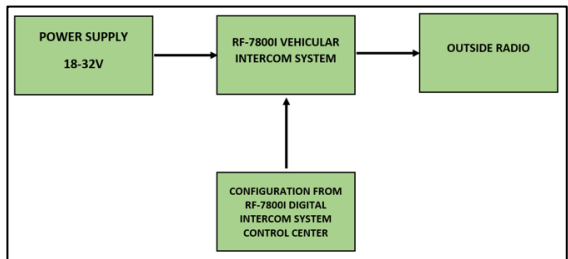 POWER SUPPLY
18-32V
RF-7800I VEHICULAR
INTERCOM SYSTEM
OUTSIDE RADIO
CONFIGURATION FROM
RF-7800I DIGITAL
INTERCOM SYSTEM
CONTROL CENTER